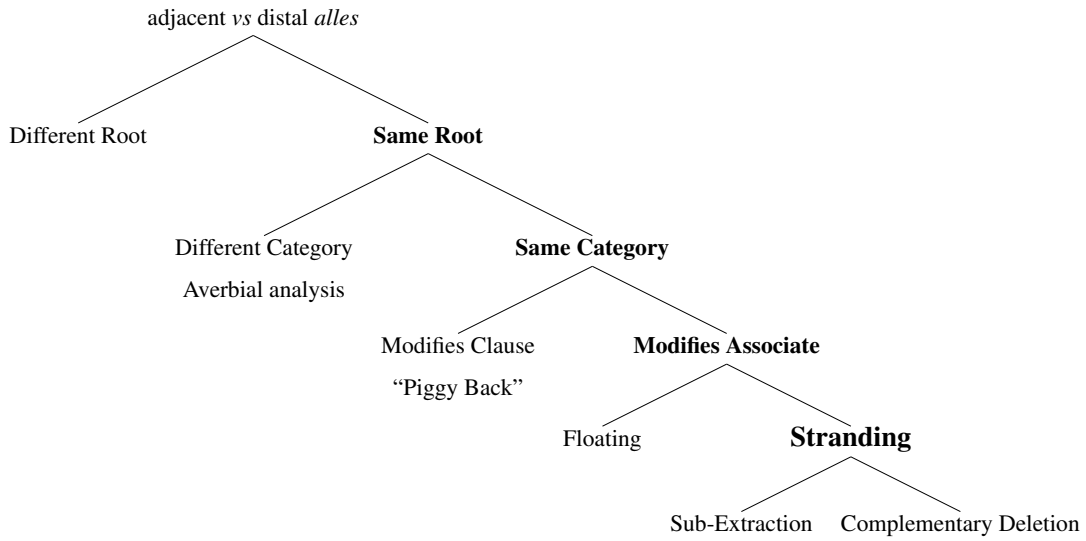 adjacent vs distal alles
Different Root
Same Root
Different Category
Same Category
Averbial analysis
Modifies Clause
Modifies Associate
“Piggy Back”
Floating
Stranding
Sub-Extraction
Complementary Deletion